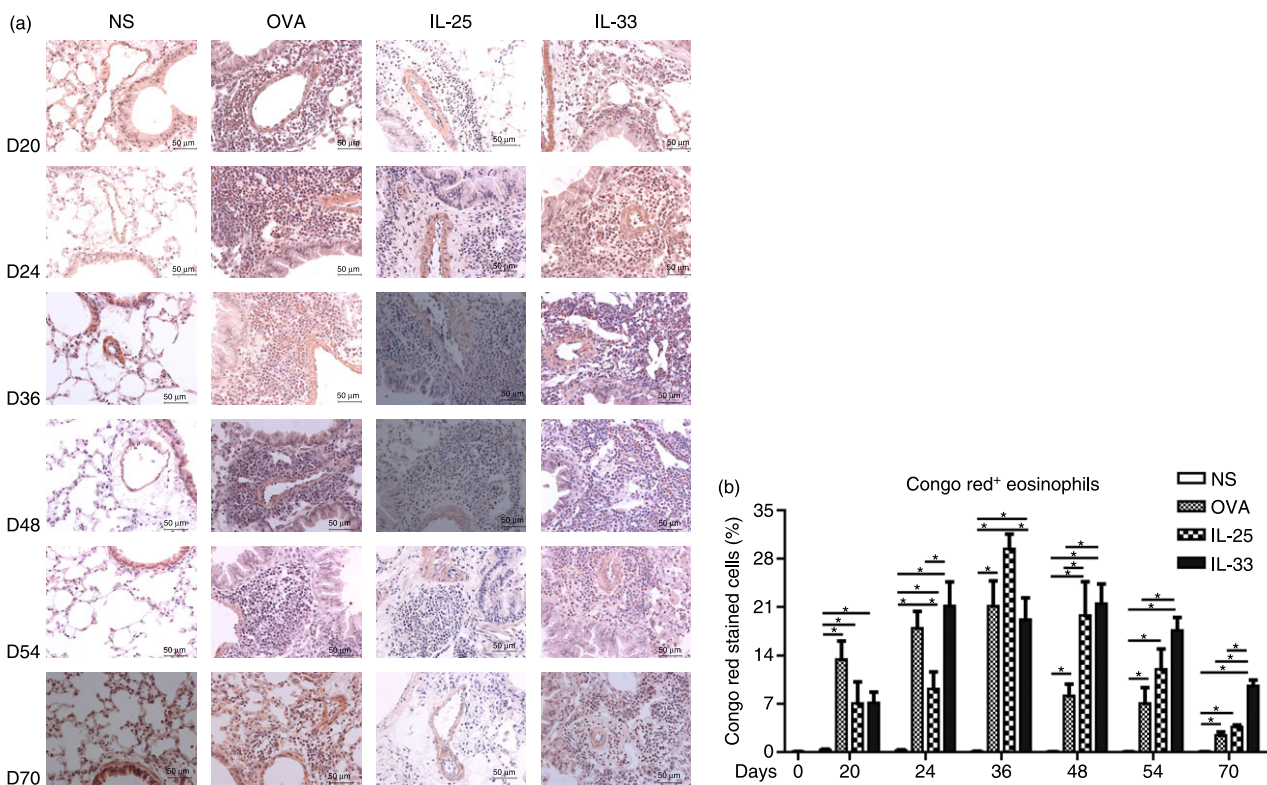 (a)
NS OVA IL-25 IL-33
D20 50 µm 50 µm 50 µm 50 µm
D24 50 µm 50 µm 50 µm 50 µm
D36 50 µm 50 µm 50 µm 50 µm
D48 50 µm 50 µm 50 µm 50 µm
D54 50 µm 50 µm 50 µm 50 µm
D70 50 µm 50 µm 50 µm 50 µm
(b)
Congo red⁺ eosinophils
NS
OVA
IL-25
IL-33
Congo red stained cells (%)
35
28
21
14
7
0
* * *
* * * * *
* * * *
* * * * *
* * * *
* * * * *
Days 0 20 24 36 48 54 70